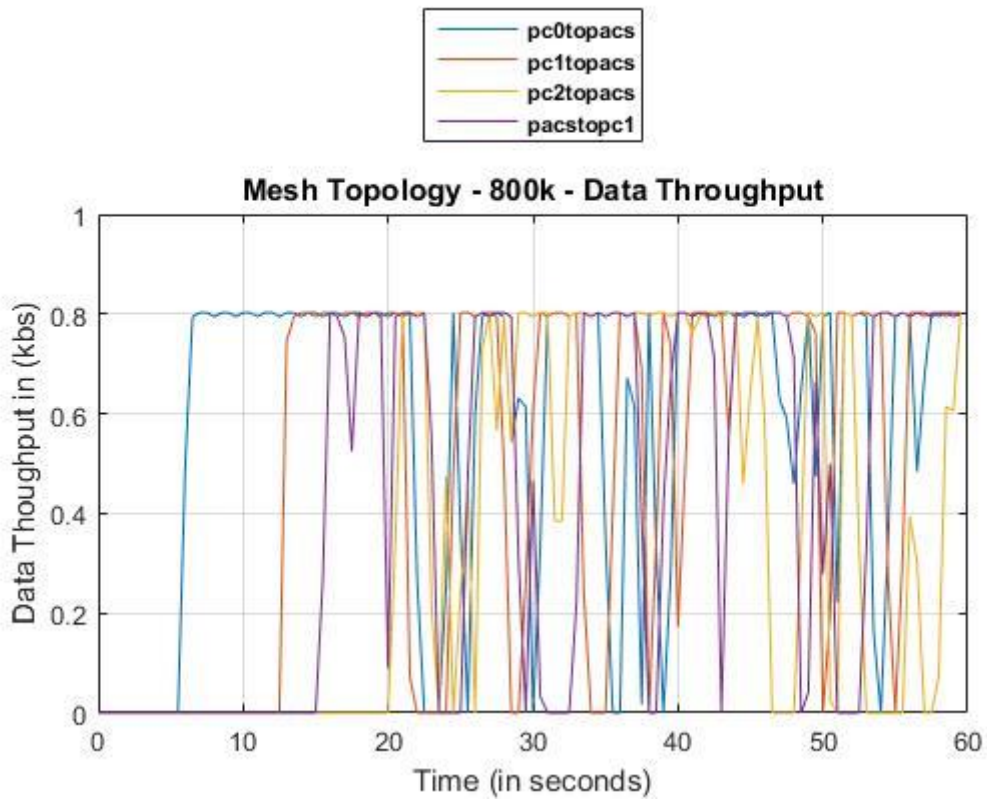 pc0topacs
pc1topacs
pc2topacs
pacstopc1
Mesh Topology - 800k - Data Throughput
1
0.8
0.6
0.4
0.2
0
Data Thoughput in (kbs)
0 10 20 30 40 50 60
Time (in seconds)